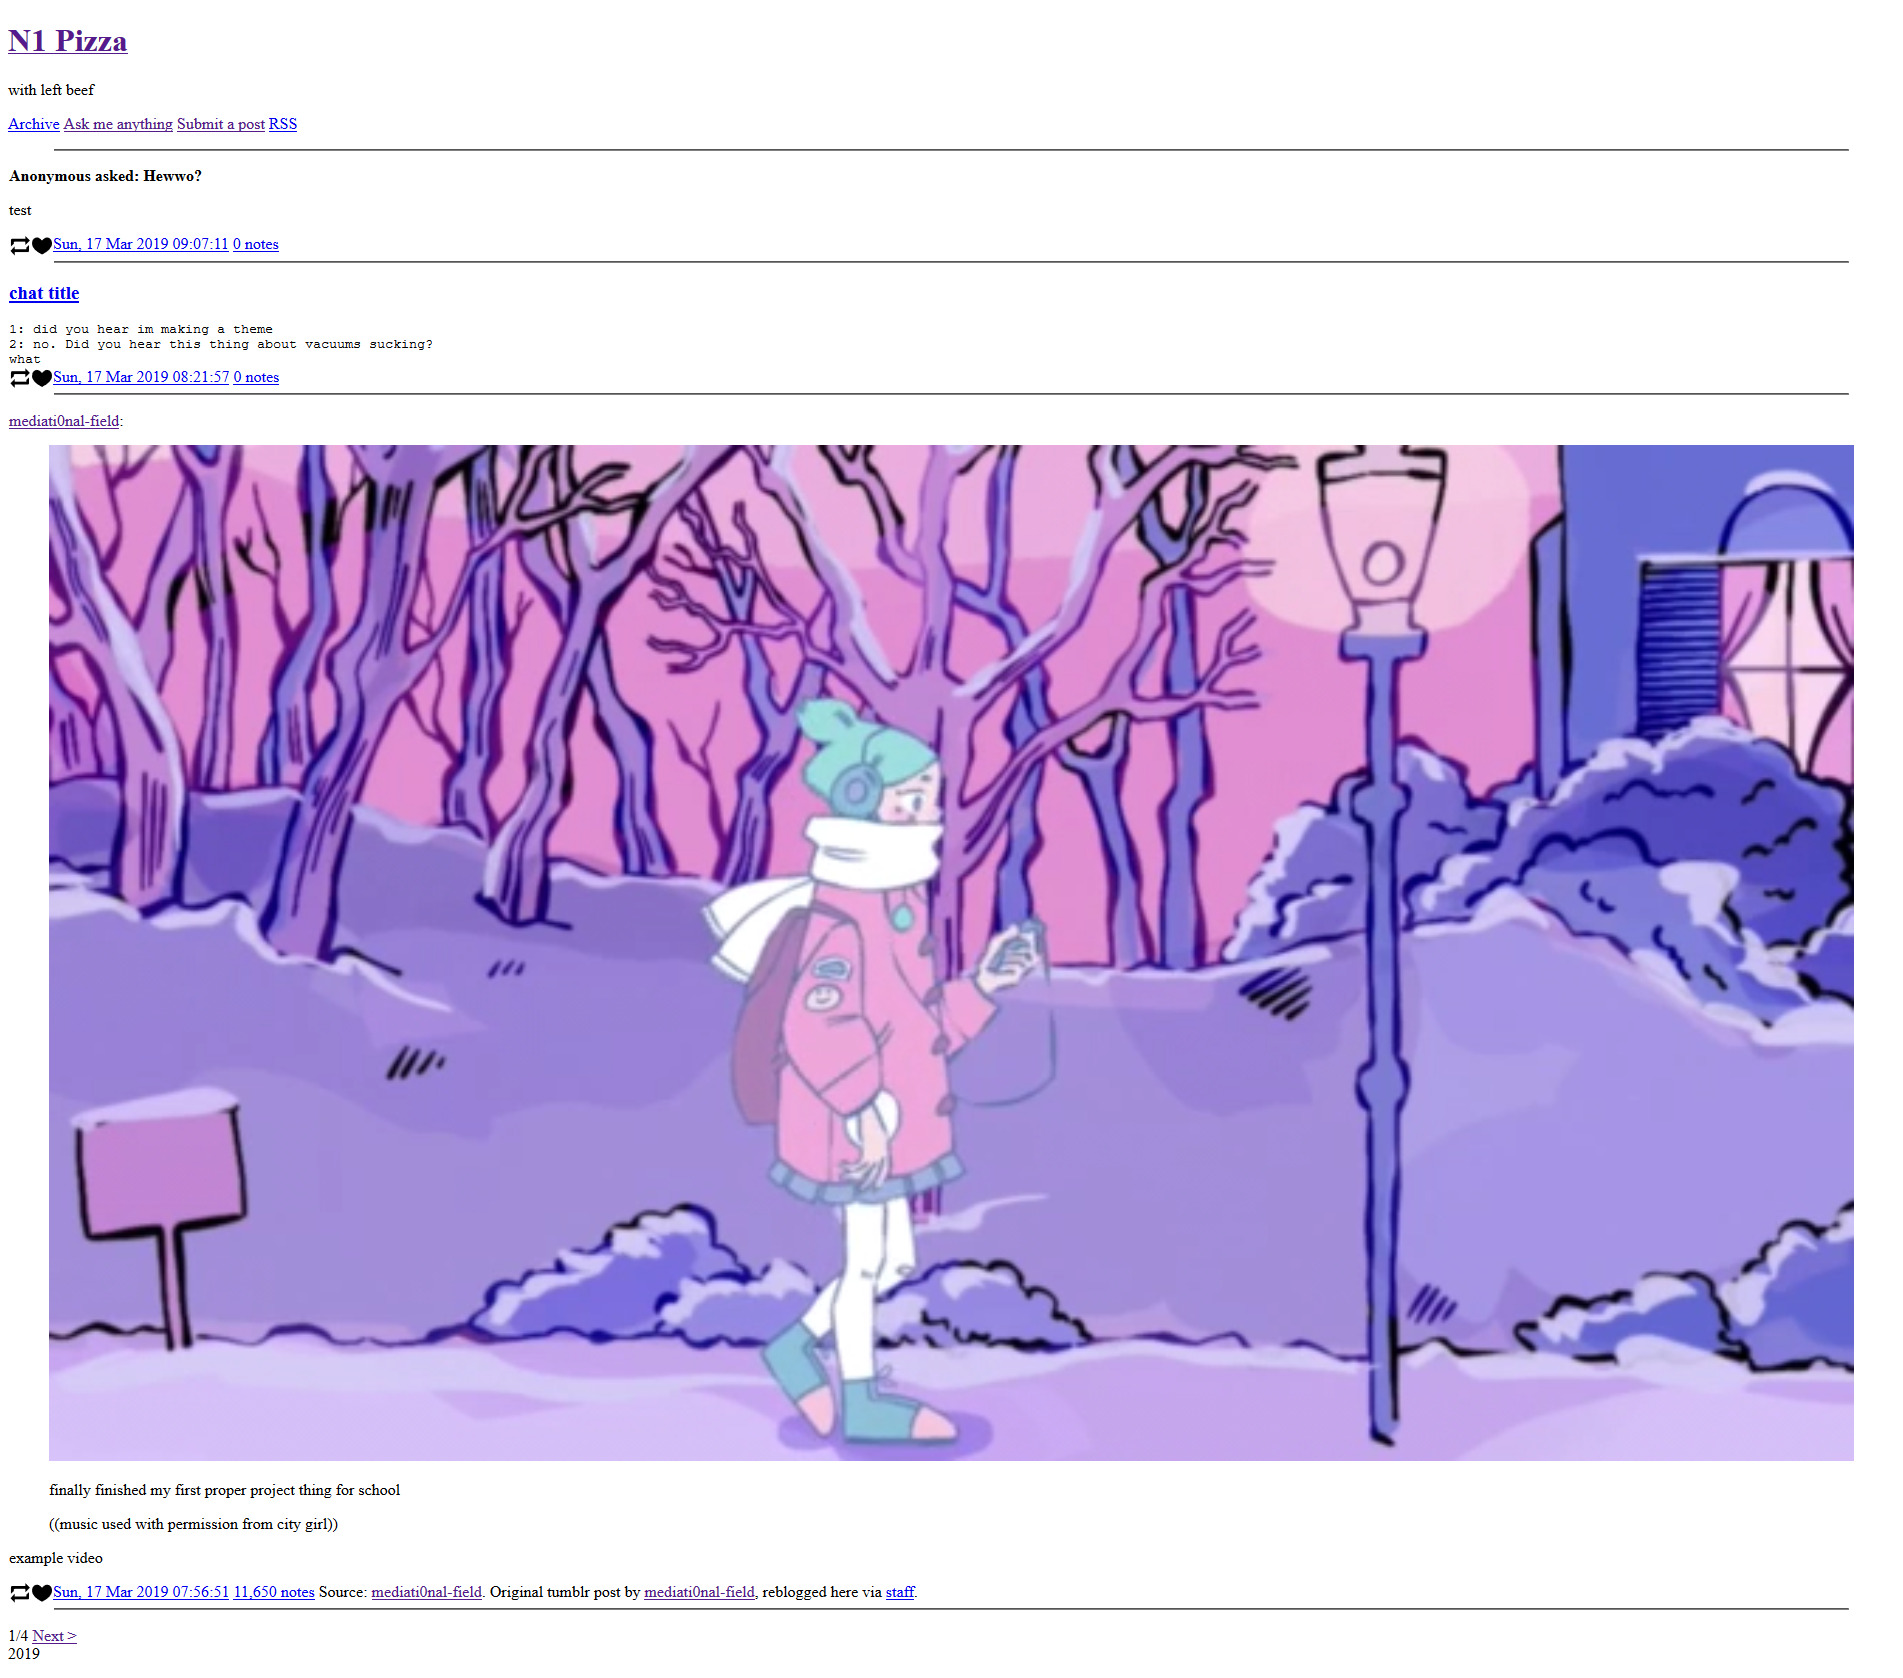 N1 Pizza
with left beef
Archive Ask me anything Submit a post RSS
Anonymous asked: Hewwo?
test
Sun, 17 Mar 2019 09:07:11 0 notes
chat title
1: did you hear im making a theme
2: no. Did you hear this thing about vacuums sucking?
what
Sun, 17 Mar 2019 08:21:57 0 notes
mediati0nal-field:
finally finished my first proper project thing for school
((music used with permission from city girl))
example video
Sun, 17 Mar 2019 07:56:51 11,650 notes Source: mediati0nal-field. Original tumblr post by mediati0nal-field, reblogged here via staff.
1/4 Next >
2019